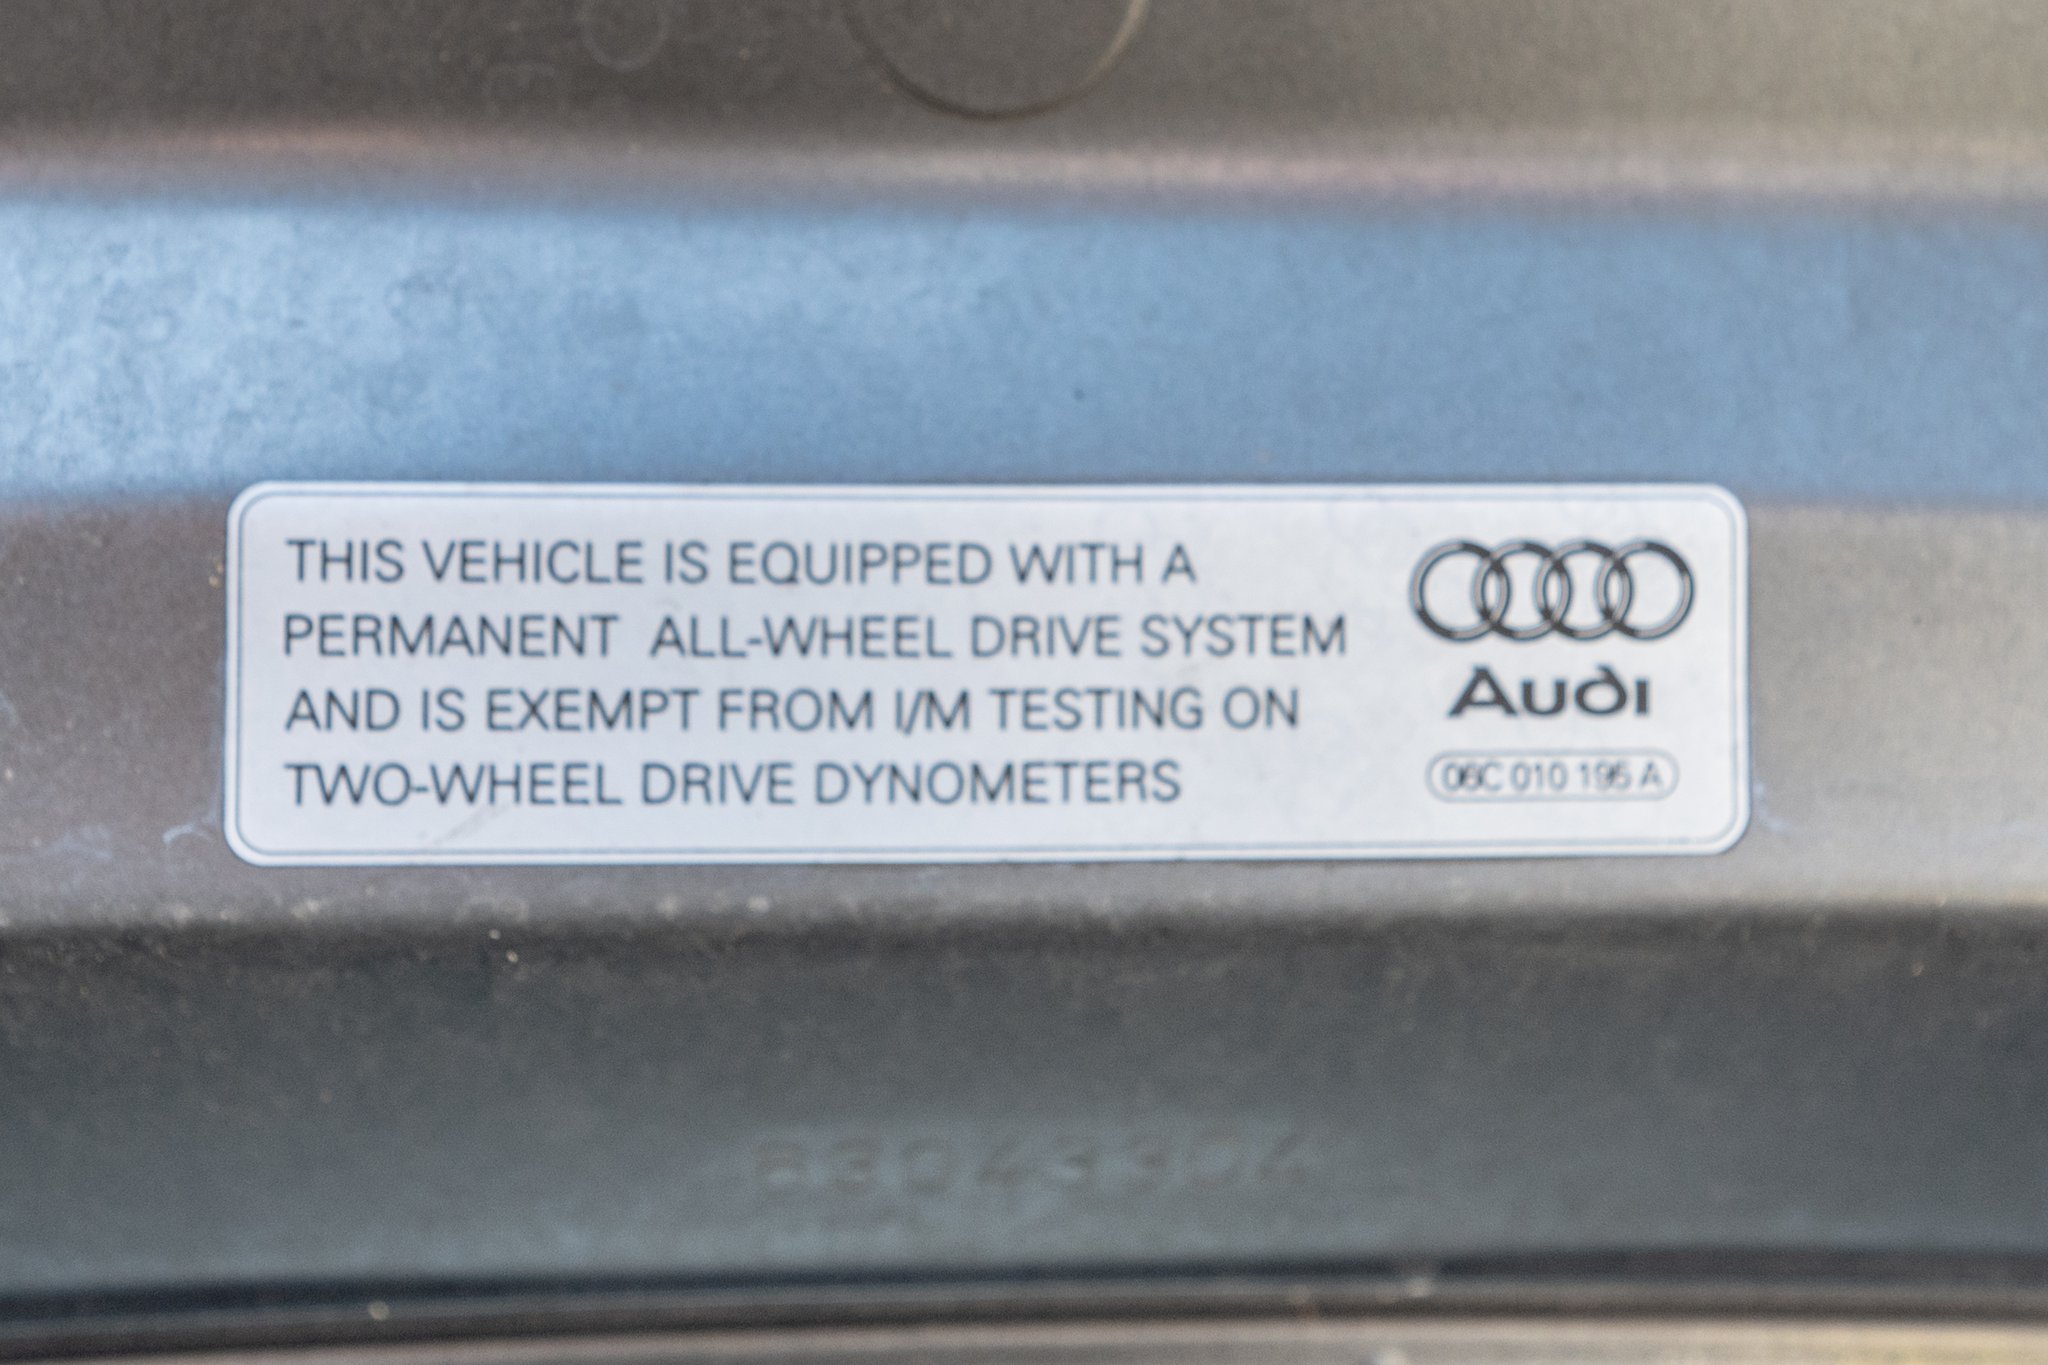 THIS VEHICLE IS EQUIPPED WITH A
PERMANENT ALL-WHEEL DRIVE SYSTEM
AND IS EXEMPT FROM I/M TESTING ON
TWO-WHEEL DRIVE DYNOMETERS
Audi
06C 010 195 A